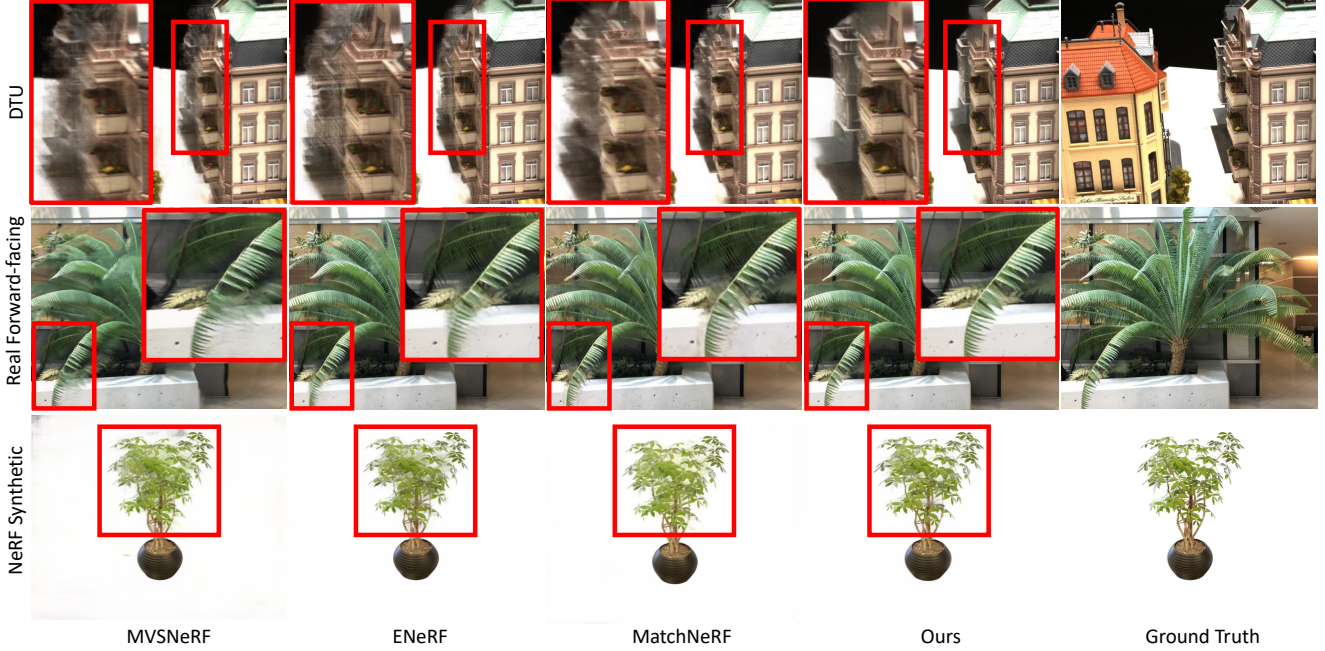 DTU
Real Forward-facing
NeRF Synthetic
MVSNeRF
ENeRF
MatchNeRF
Ours
Ground Truth